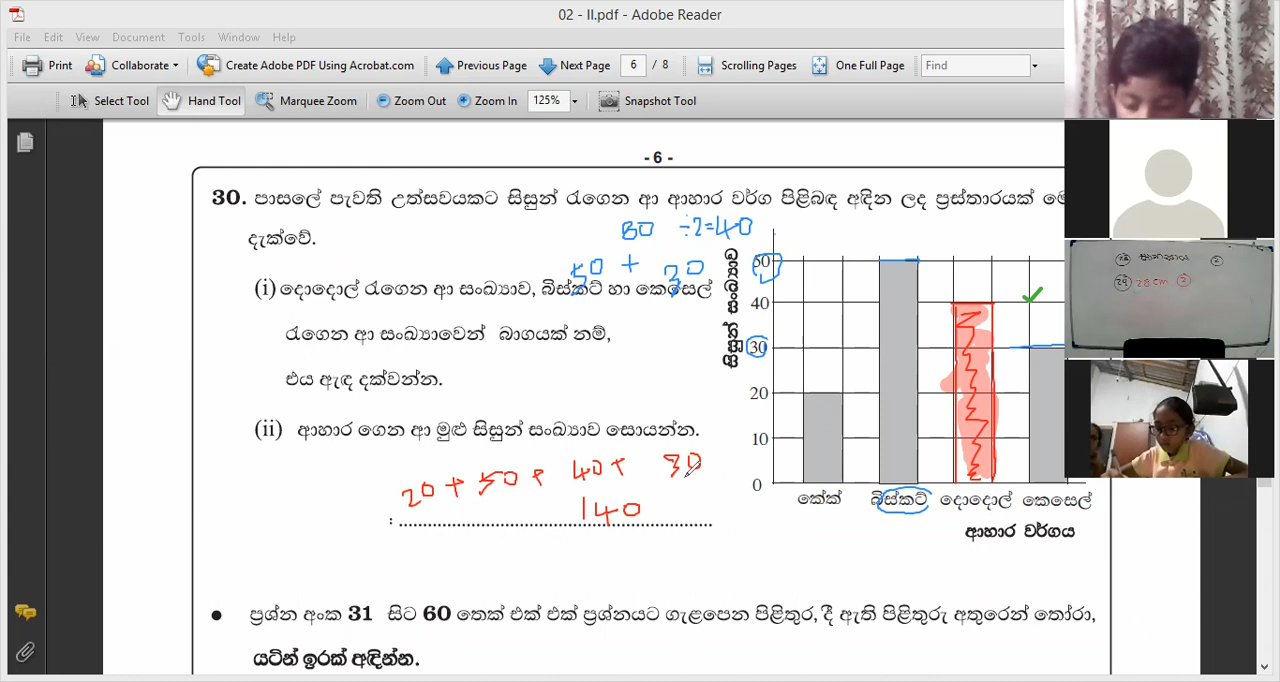 02 - II.pdf - Adobe Reader
File Edit View Document Tools Window Help
Print Collaborate Create Adobe PDF Using Acrobat.com Previous Page Next Page 6 / 8 Scrolling Pages One Full Page Find
Select Tool Hand Tool Marquee Zoom Zoom Out Zoom In 125% Snapshot Tool
- 6 -
30. පාසලේ පැවති උත්සවයකට සිසුන් රැගෙන ආ ආහාර වර්ග පිළිබඳ අඳින ලද ප්‍රස්තාරයක් මෙ
දැක්වේ.
80 ÷2=40
50 + 30
(i) දොදොල් රැගෙන ආ සංඛ්‍යාව, බිස්කට් හා කෙසෙල්
රැගෙන ආ සංඛ්‍යාවෙන් බාගයක් නම්,
එය ඇඳ දක්වන්න.
(ii) ආහාර ගෙන ආ මුළු සිසුන් සංඛ්‍යාව සොයන්න.
20 + 50 + 40 + 30
: 140
සිසුන් සංඛ්‍යාව
50
40
30
20
10
0
කේක් බිස්කට් දොදොල් කෙසෙල්
ආහාර වර්ගය
28 cm
• ප්‍රශ්න අංක 31 සිට 60 තෙක් එක් එක් ප්‍රශ්නයට ගැළපෙන පිළිතුර, දී ඇති පිළිතුරු අතුරෙන් තෝරා,
යටින් ඉරක් අඳින්න.